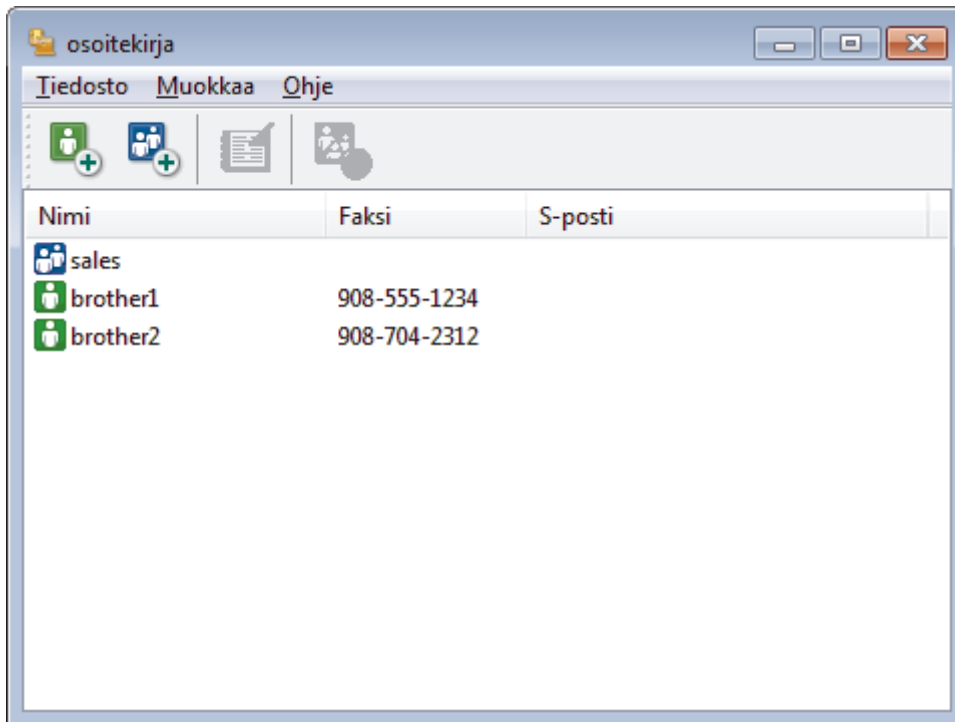 osoitekirja
Tiedosto Muokkaa Ohje
Nimi Faksi S-posti
sales
brother1 908-555-1234
brother2 908-704-2312